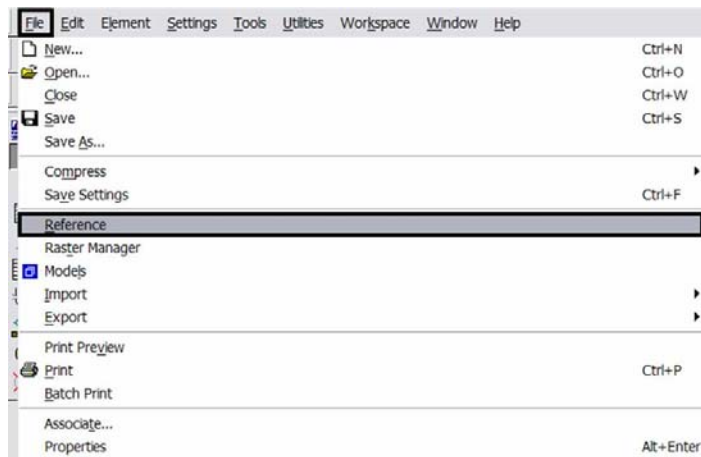 File Edit Element Settings Tools Utilities Workspace Window Help
New... Ctrl+N
Open... Ctrl+O
Close Ctrl+W
Save Ctrl+S
Save As...
Compress
Save Settings Ctrl+F
Reference
Raster Manager
Models
Import
Export
Print Preview
Print Ctrl+P
Batch Print
Associate...
Properties Alt+Enter